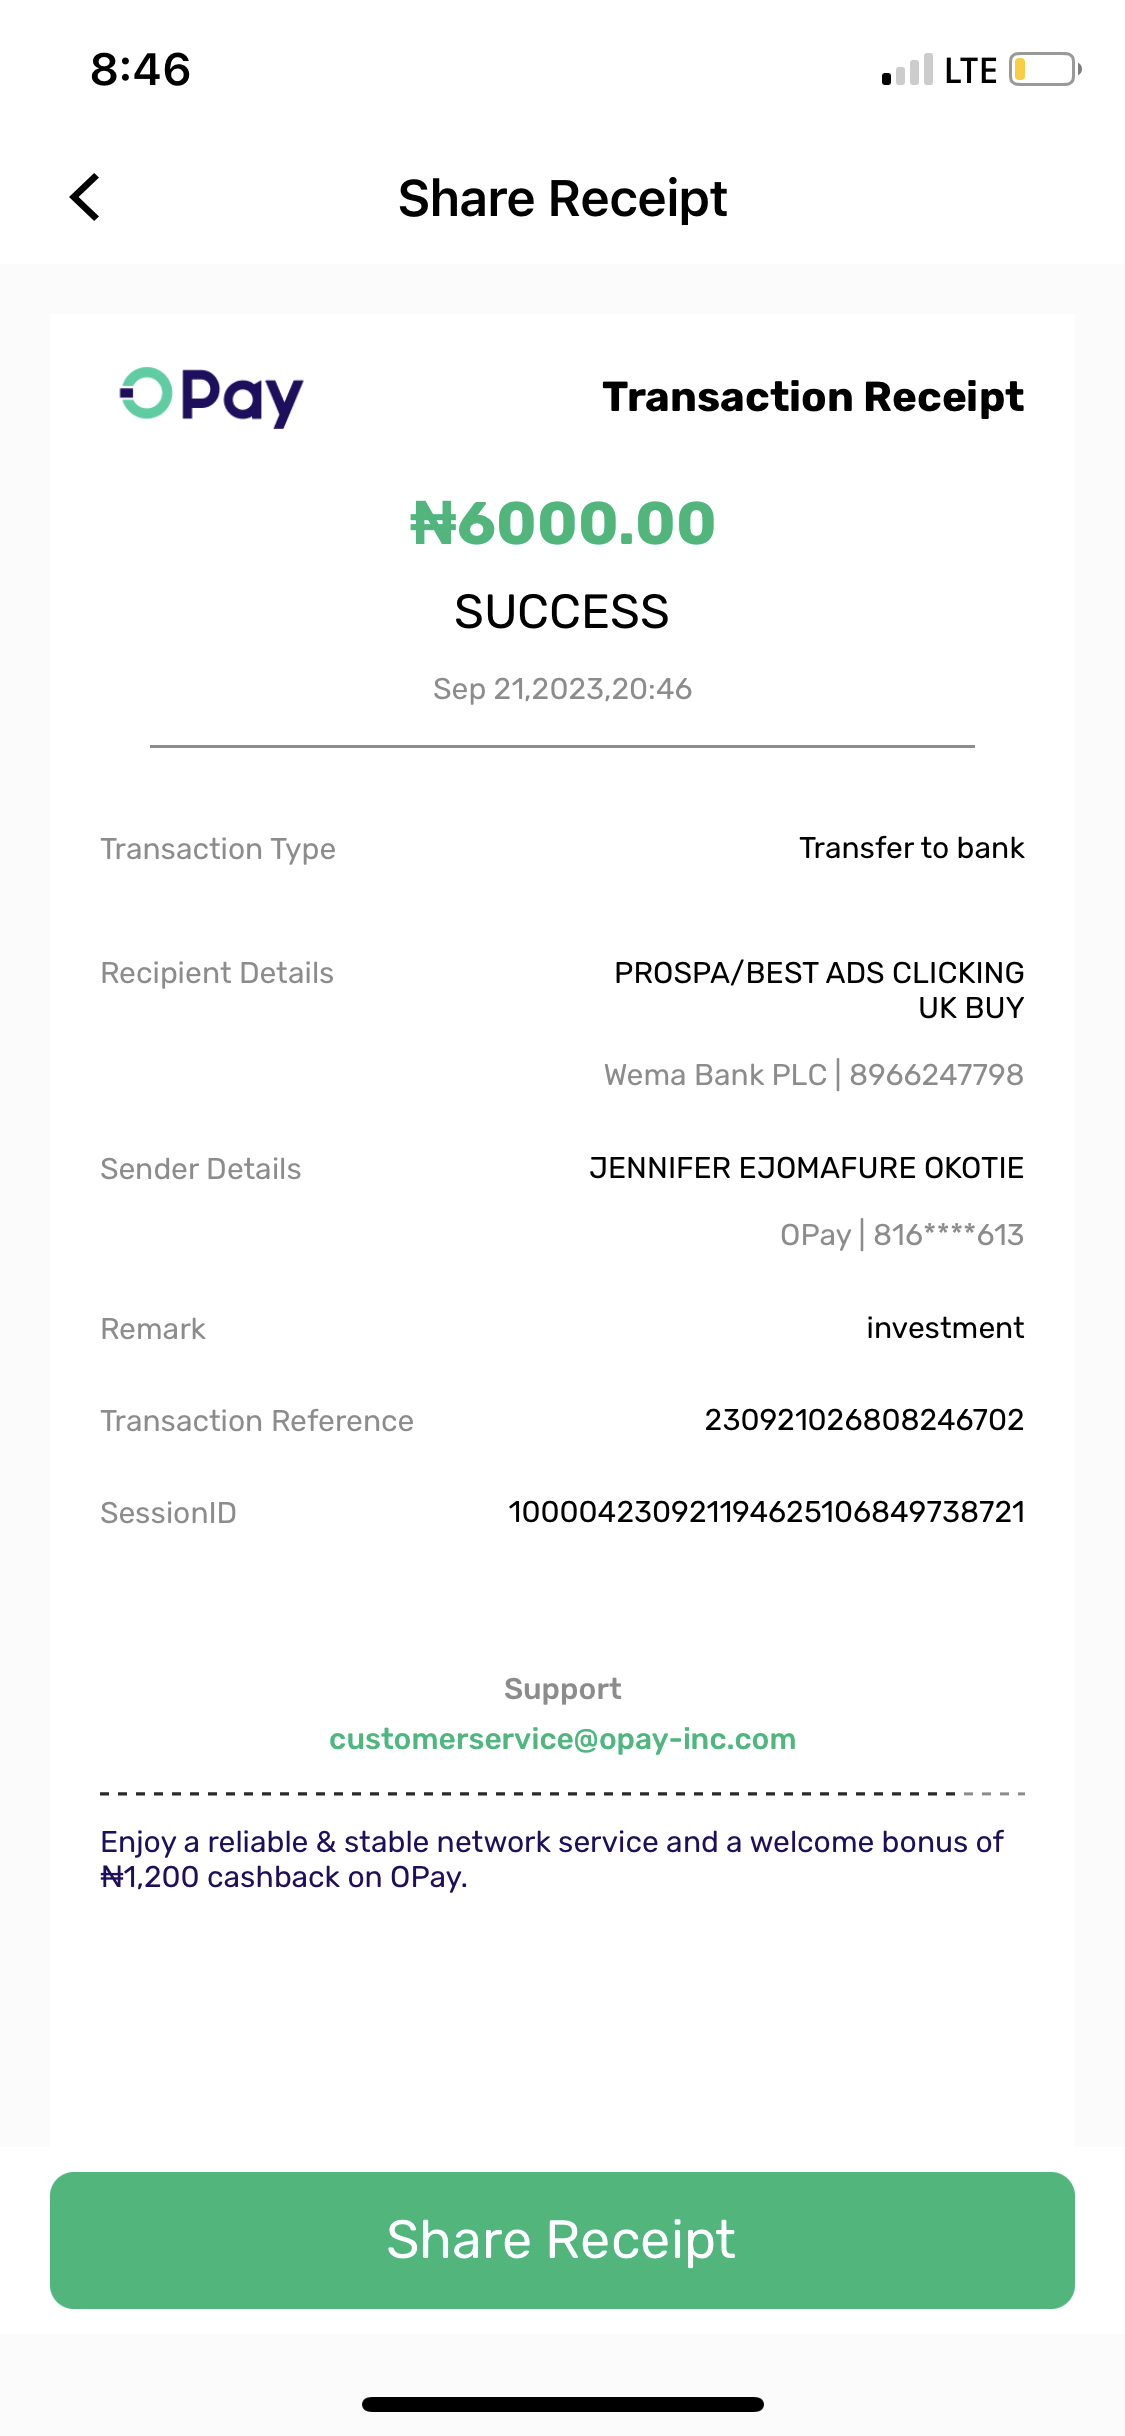 8:46
LTE
Share Receipt
OPay
Transaction Receipt
₦6000.00
SUCCESS
Sep 21,2023,20:46
Transaction Type
Transfer to bank
Recipient Details
PROSPA/BEST ADS CLICKING
UK BUY
Wema Bank PLC | 8966247798
Sender Details
JENNIFER EJOMAFURE OKOTIE
OPay | 816****613
Remark
investment
Transaction Reference
230921026808246702
SessionID
100004230921194625106849738721
Support
customerservice@opay-inc.com
Enjoy a reliable & stable network service and a welcome bonus of
₦1,200 cashback on OPay.
Share Receipt